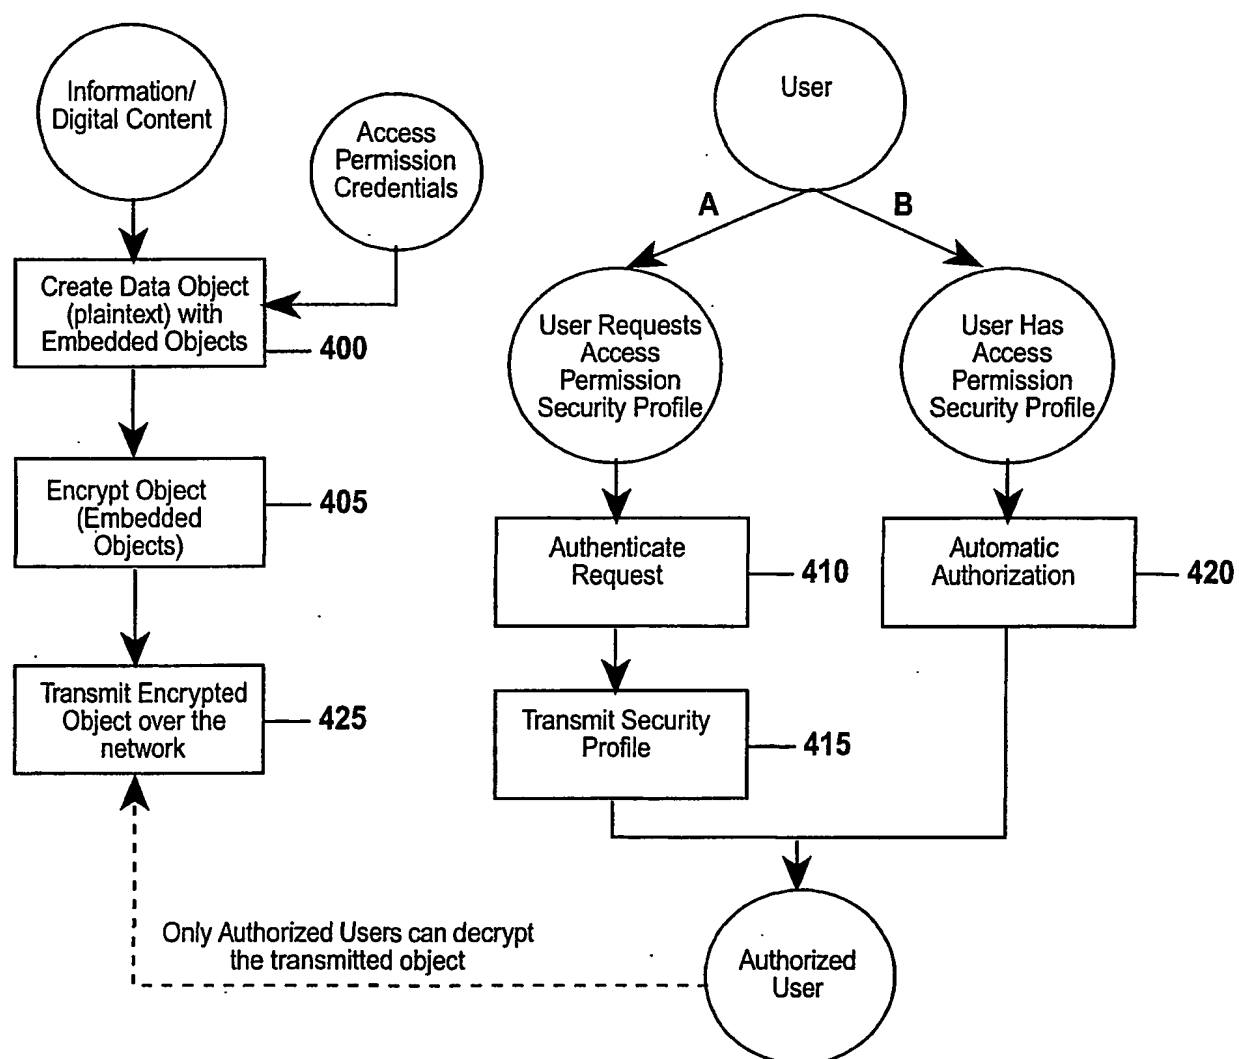 Information/
Digital Content
Access
Permission
Credentials
Create Data Object
(plaintext) with
Embedded Objects
400
Encrypt Object
(Embedded
Objects)
405
Transmit Encrypted
Object over the
network
425
User
A
B
User Requests
Access
Permission
Security Profile
User Has
Access
Permission
Security Profile
Authenticate
Request
410
Automatic
Authorization
420
Transmit Security
Profile
415
Only Authorized Users can decrypt
the transmitted object
Authorized
User